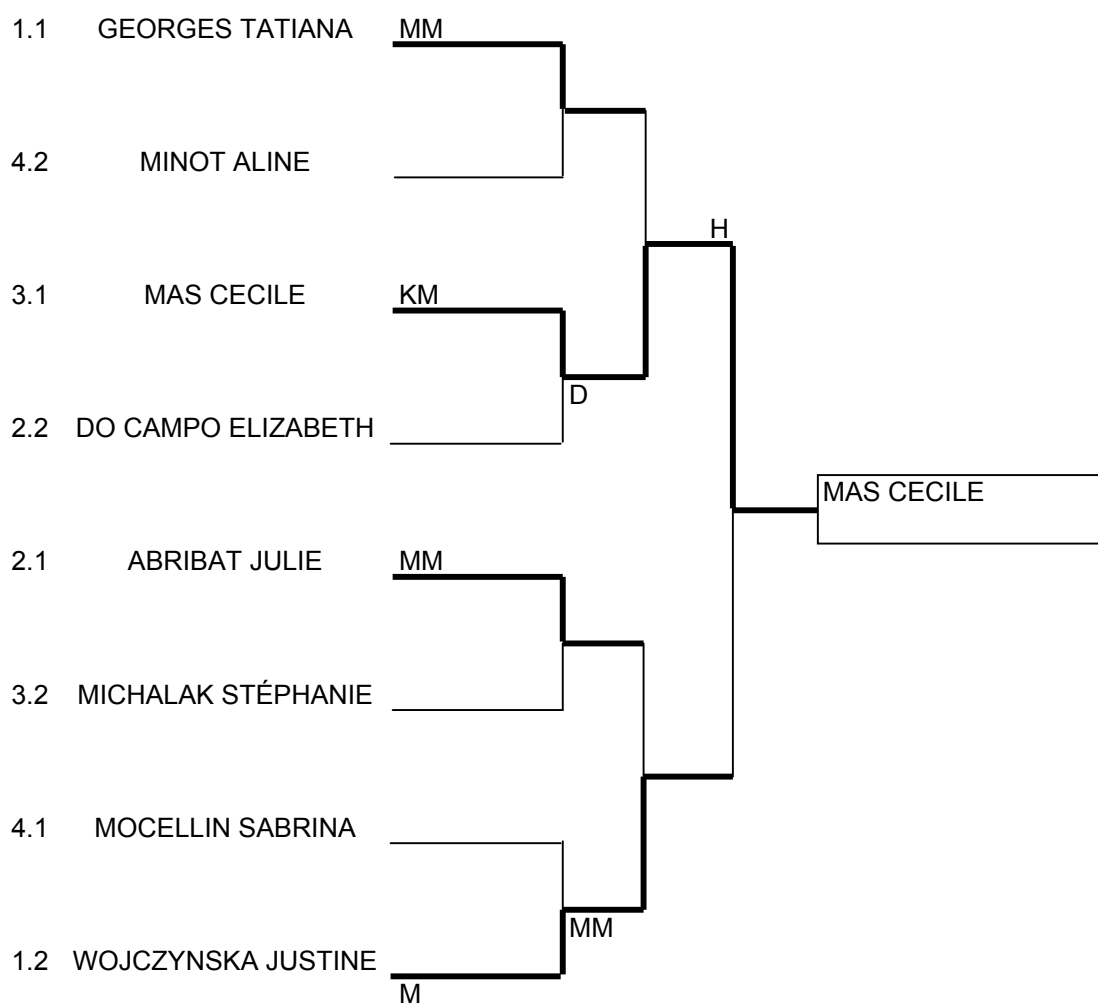 1.1 GEORGES TATIANA MM
4.2 MINOT ALINE
H
3.1 MAS CECILE KM
D
2.2 DO CAMPO ELIZABETH
MAS CECILE
2.1 ABRIBAT JULIE MM
3.2 MICHALAK STÉPHANIE
4.1 MOCELLIN SABRINA
MM
1.2 WOJCZYNSKA JUSTINE
M